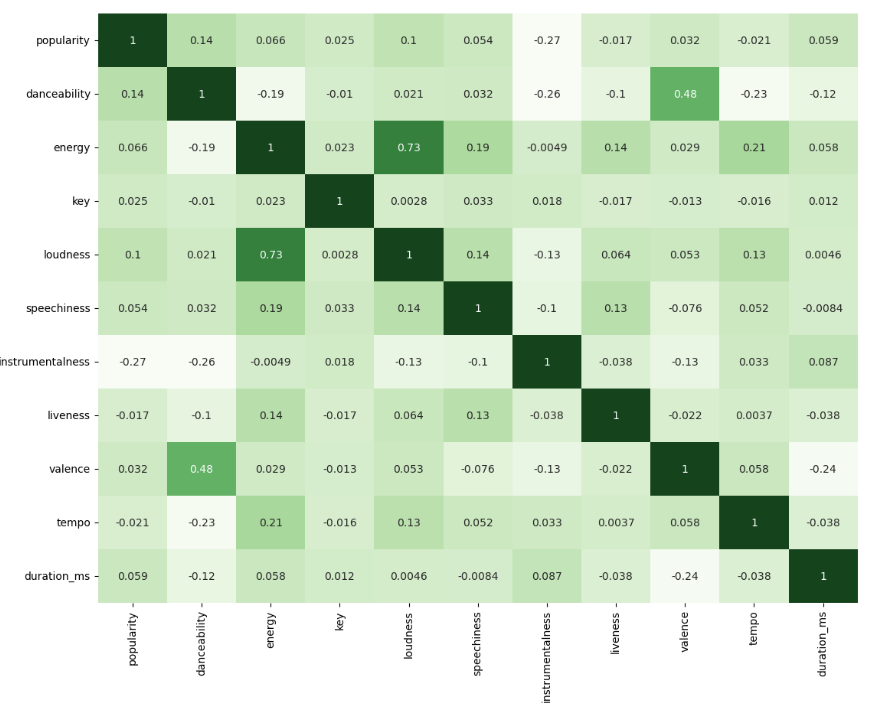 popularity 1 0.14 0.066 0.025 0.1 0.054 -0.27 -0.017 0.032 -0.021 0.059
danceability 0.14 1 -0.19 -0.01 0.021 0.032 -0.26 -0.1 0.48 -0.23 -0.12
energy 0.066 -0.19 1 0.023 0.73 0.19 -0.0049 0.14 0.029 0.21 0.058
key 0.025 -0.01 0.023 1 0.0028 0.033 0.018 -0.017 -0.013 -0.016 0.012
loudness 0.1 0.021 0.73 0.0028 1 0.14 -0.13 0.064 0.053 0.13 0.0046
speechiness 0.054 0.032 0.19 0.033 0.14 1 -0.1 0.13 -0.076 0.052 -0.0084
instrumentalness -0.27 -0.26 -0.0049 0.018 -0.13 -0.1 1 -0.038 -0.13 0.033 0.087
liveness -0.017 -0.1 0.14 -0.017 0.064 0.13 -0.038 1 -0.022 0.0037 -0.038
valence 0.032 0.48 0.029 -0.013 0.053 -0.076 -0.13 -0.022 1 0.058 -0.24
tempo -0.021 -0.23 0.21 -0.016 0.13 0.052 0.033 0.0037 0.058 1 -0.038
duration_ms 0.059 -0.12 0.058 0.012 0.0046 -0.0084 0.087 -0.038 -0.24 -0.038 1
popularity danceability energy key loudness speechiness instrumentalness liveness valence tempo duration_ms